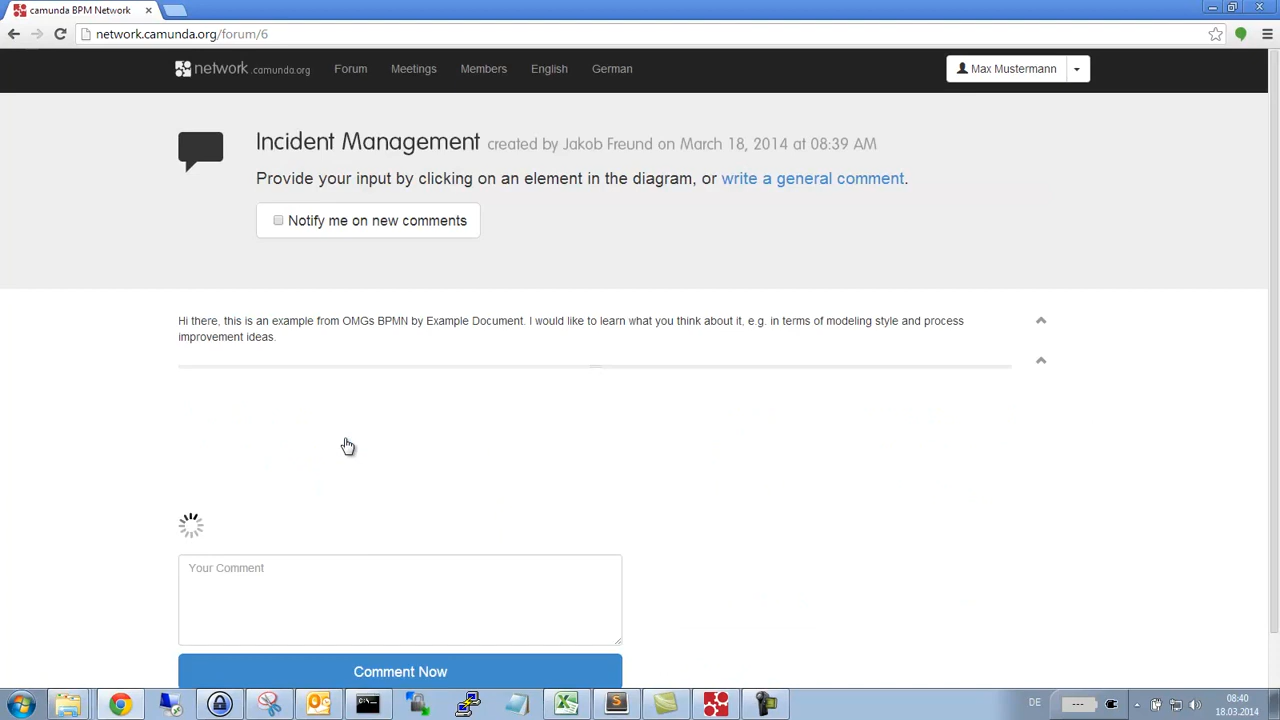 camunda BPM Network
network.camunda.org/forum/6
network .camunda.org Forum Meetings Members English German Max Mustermann
Incident Management created by Jakob Freund on March 18, 2014 at 08:39 AM
Provide your input by clicking on an element in the diagram, or write a general comment.
Notify me on new comments
Hi there, this is an example from OMGs BPMN by Example Document. I would like to learn what you think about it, e.g. in terms of modeling style and process
improvement ideas.
Your Comment
Comment Now
DE
08:40
18.03.2014